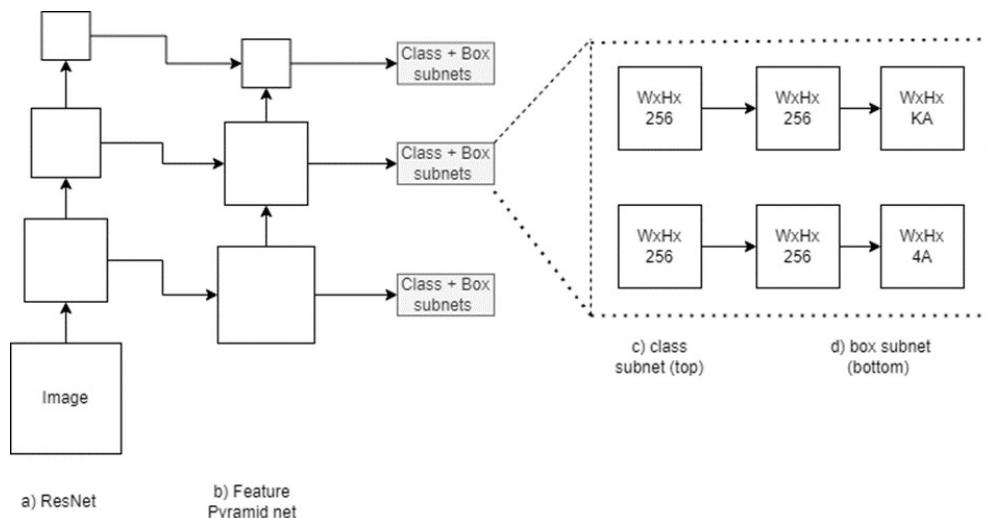 Class + Box
subnets
Class + Box
subnets
Class + Box
subnets
WxHx
256
WxHx
256
WxHx
KA
WxHx
256
WxHx
256
WxHx
4A
c) class
subnet (top)
d) box subnet
(bottom)
Image
a) ResNet
b) Feature
Pyramid net